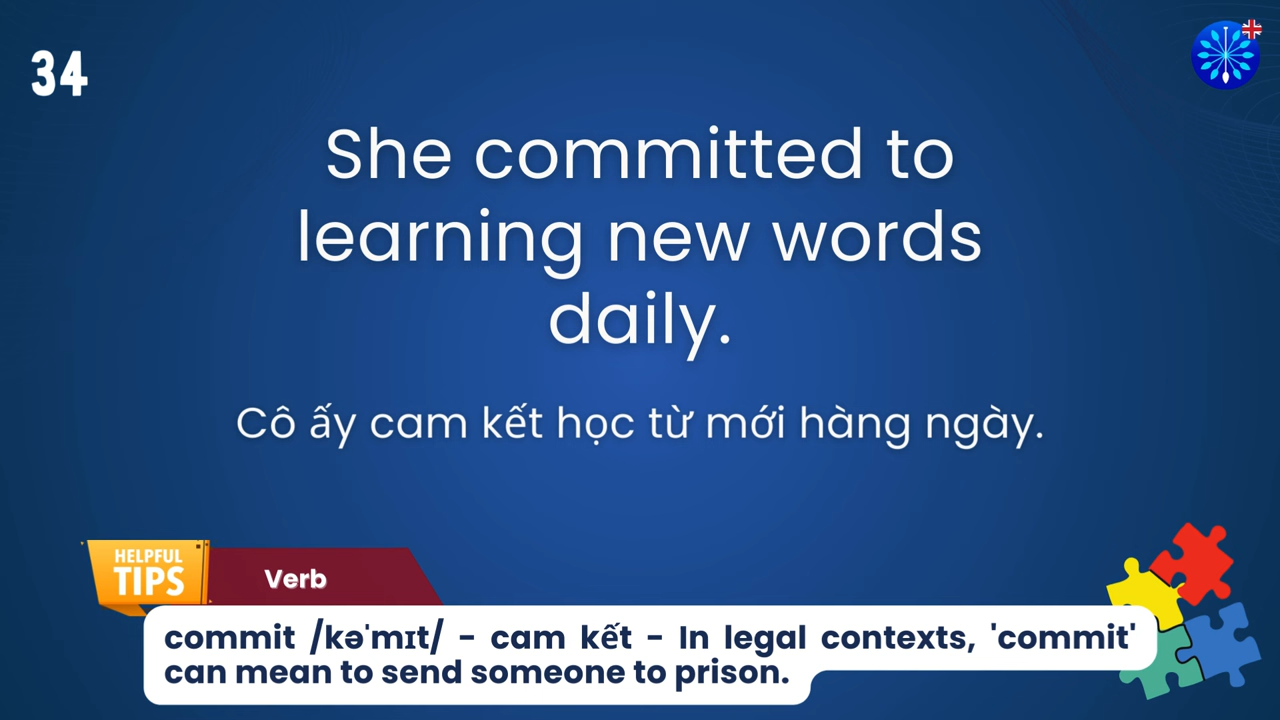 34
She committed to
learning new words
daily.
Cô ấy cam kết học từ mới hàng ngày.
HELPFUL
TIPS
Verb
commit /kəˈmɪt/ - cam kết - In legal contexts, 'commit'
can mean to send someone to prison.